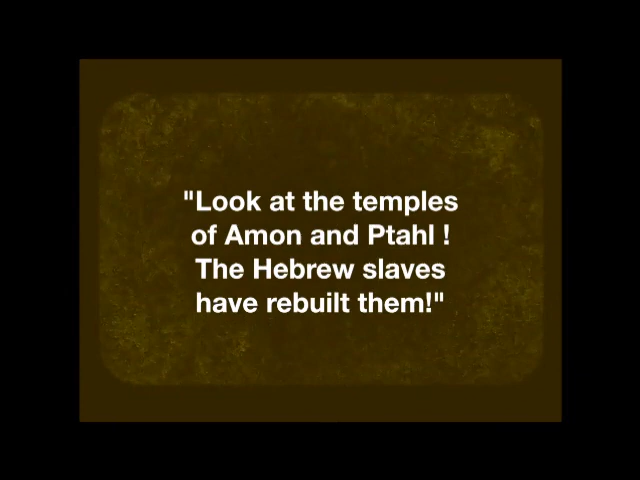 "Look at the temples
of Amon and Ptahl !
The Hebrew slaves
have rebuilt them!"